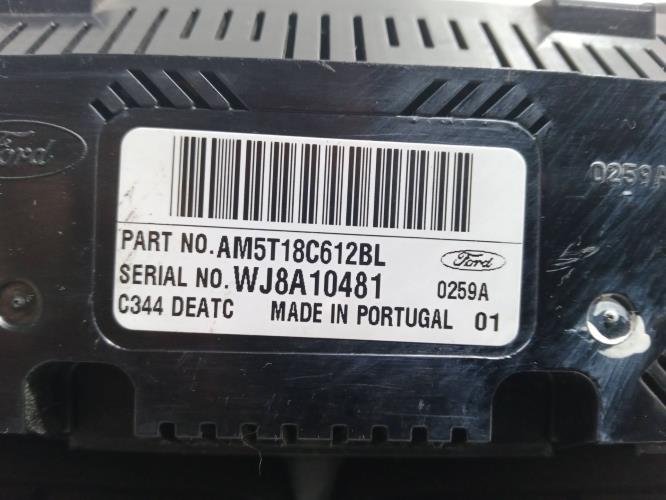 Ford
0259A
PART NO.AM5T18C612BL
Ford
SERIAL NO.WJ8A10481
0259A
C344 DEATC MADE IN PORTUGAL 01